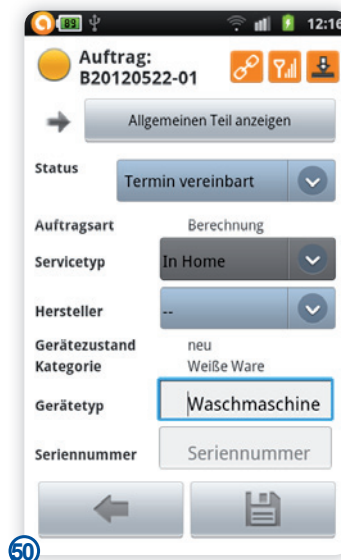 89 12:16
Auftrag:
B20120522-01
Allgemeinen Teil anzeigen
Status
Termin vereinbart
Auftragsart Berechnung
Servicetyp In Home
Hersteller --
Gerätezustand neu
Kategorie Weiße Ware
Gerätetyp Waschmaschine
Seriennummer Seriennummer
50